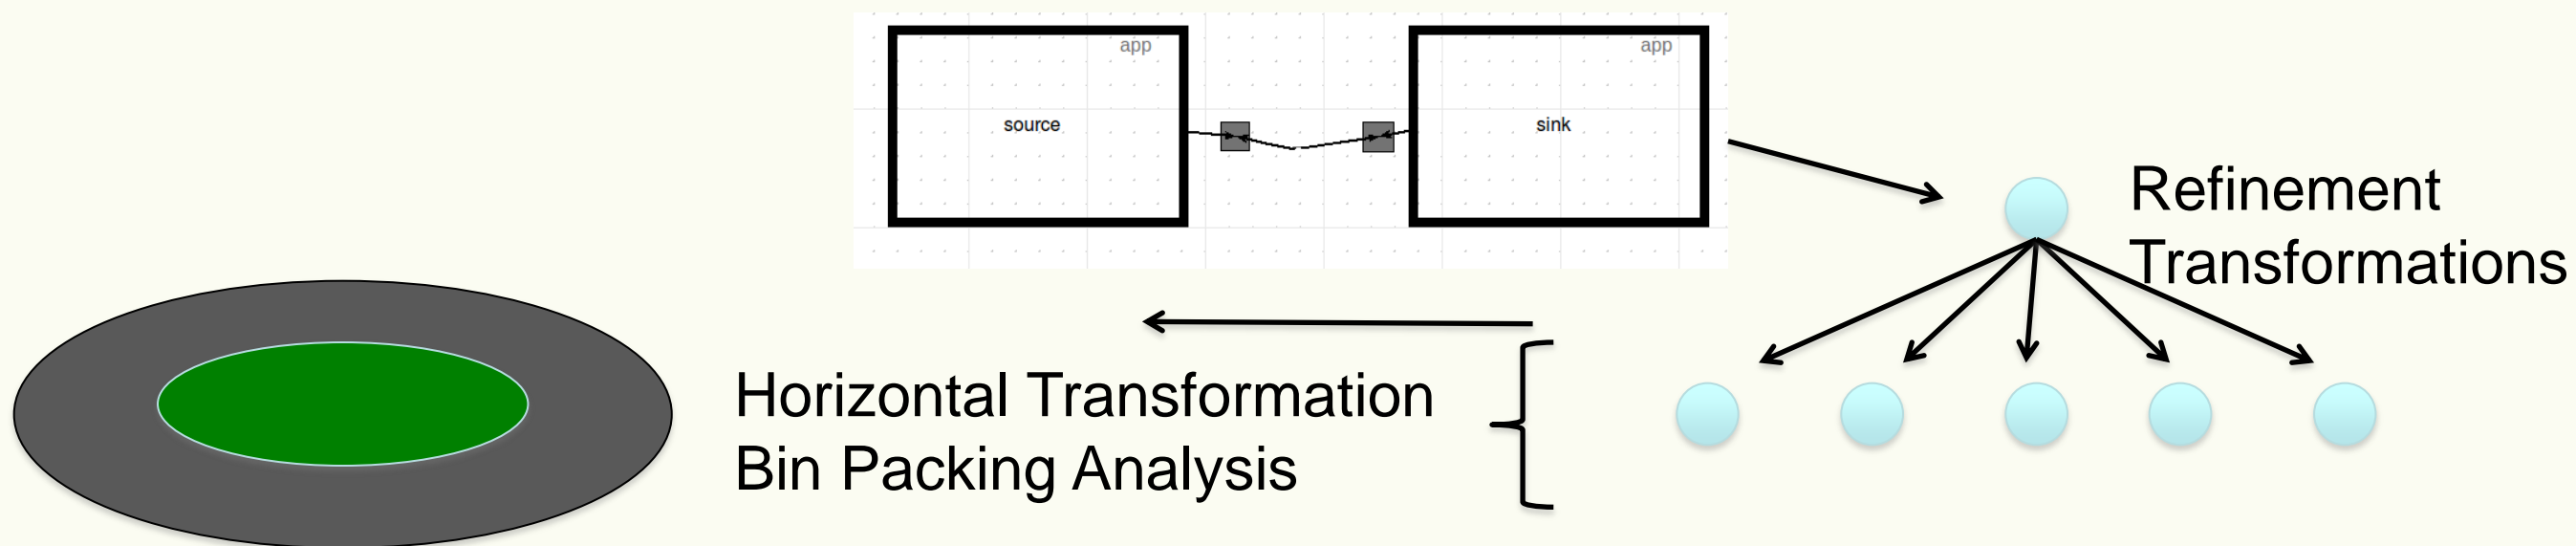 app
app
source
sink
Refinement
Transformations
Horizontal Transformation
Bin Packing Analysis